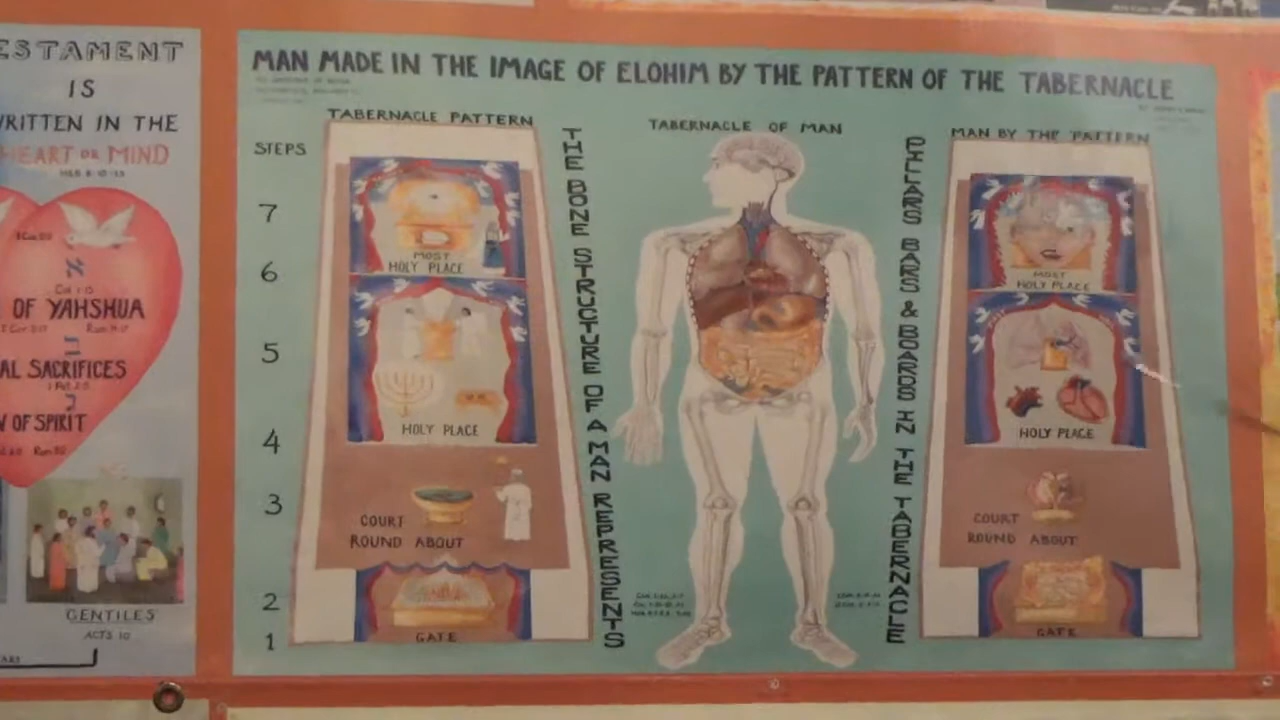 ESTAMENT
IS
WRITTEN IN THE
HEART OR MIND
HEB 8:10-13
OF YAHSHUA
AL SACRIFICES
OF SPIRIT
GENTILES
ACTS 10
MAN MADE IN THE IMAGE OF ELOHIM BY THE PATTERN OF THE TABERNACLE
TABERNACLE PATTERN
STEPS
7
6
5
4
3
2
1
MOST
HOLY PLACE
HOLY PLACE
COURT
ROUND ABOUT
GATE
THE BONE STRUCTURE OF A MAN REPRESENTS
TABERNACLE OF MAN
PILLARS BARS & BOARDS IN THE TABERNACLE
MAN BY THE PATTERN
MOST
HOLY PLACE
HOLY PLACE
COURT
ROUND ABOUT
GATE